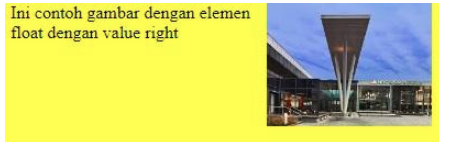 Ini contoh gambar dengan elemen
float dengan value right